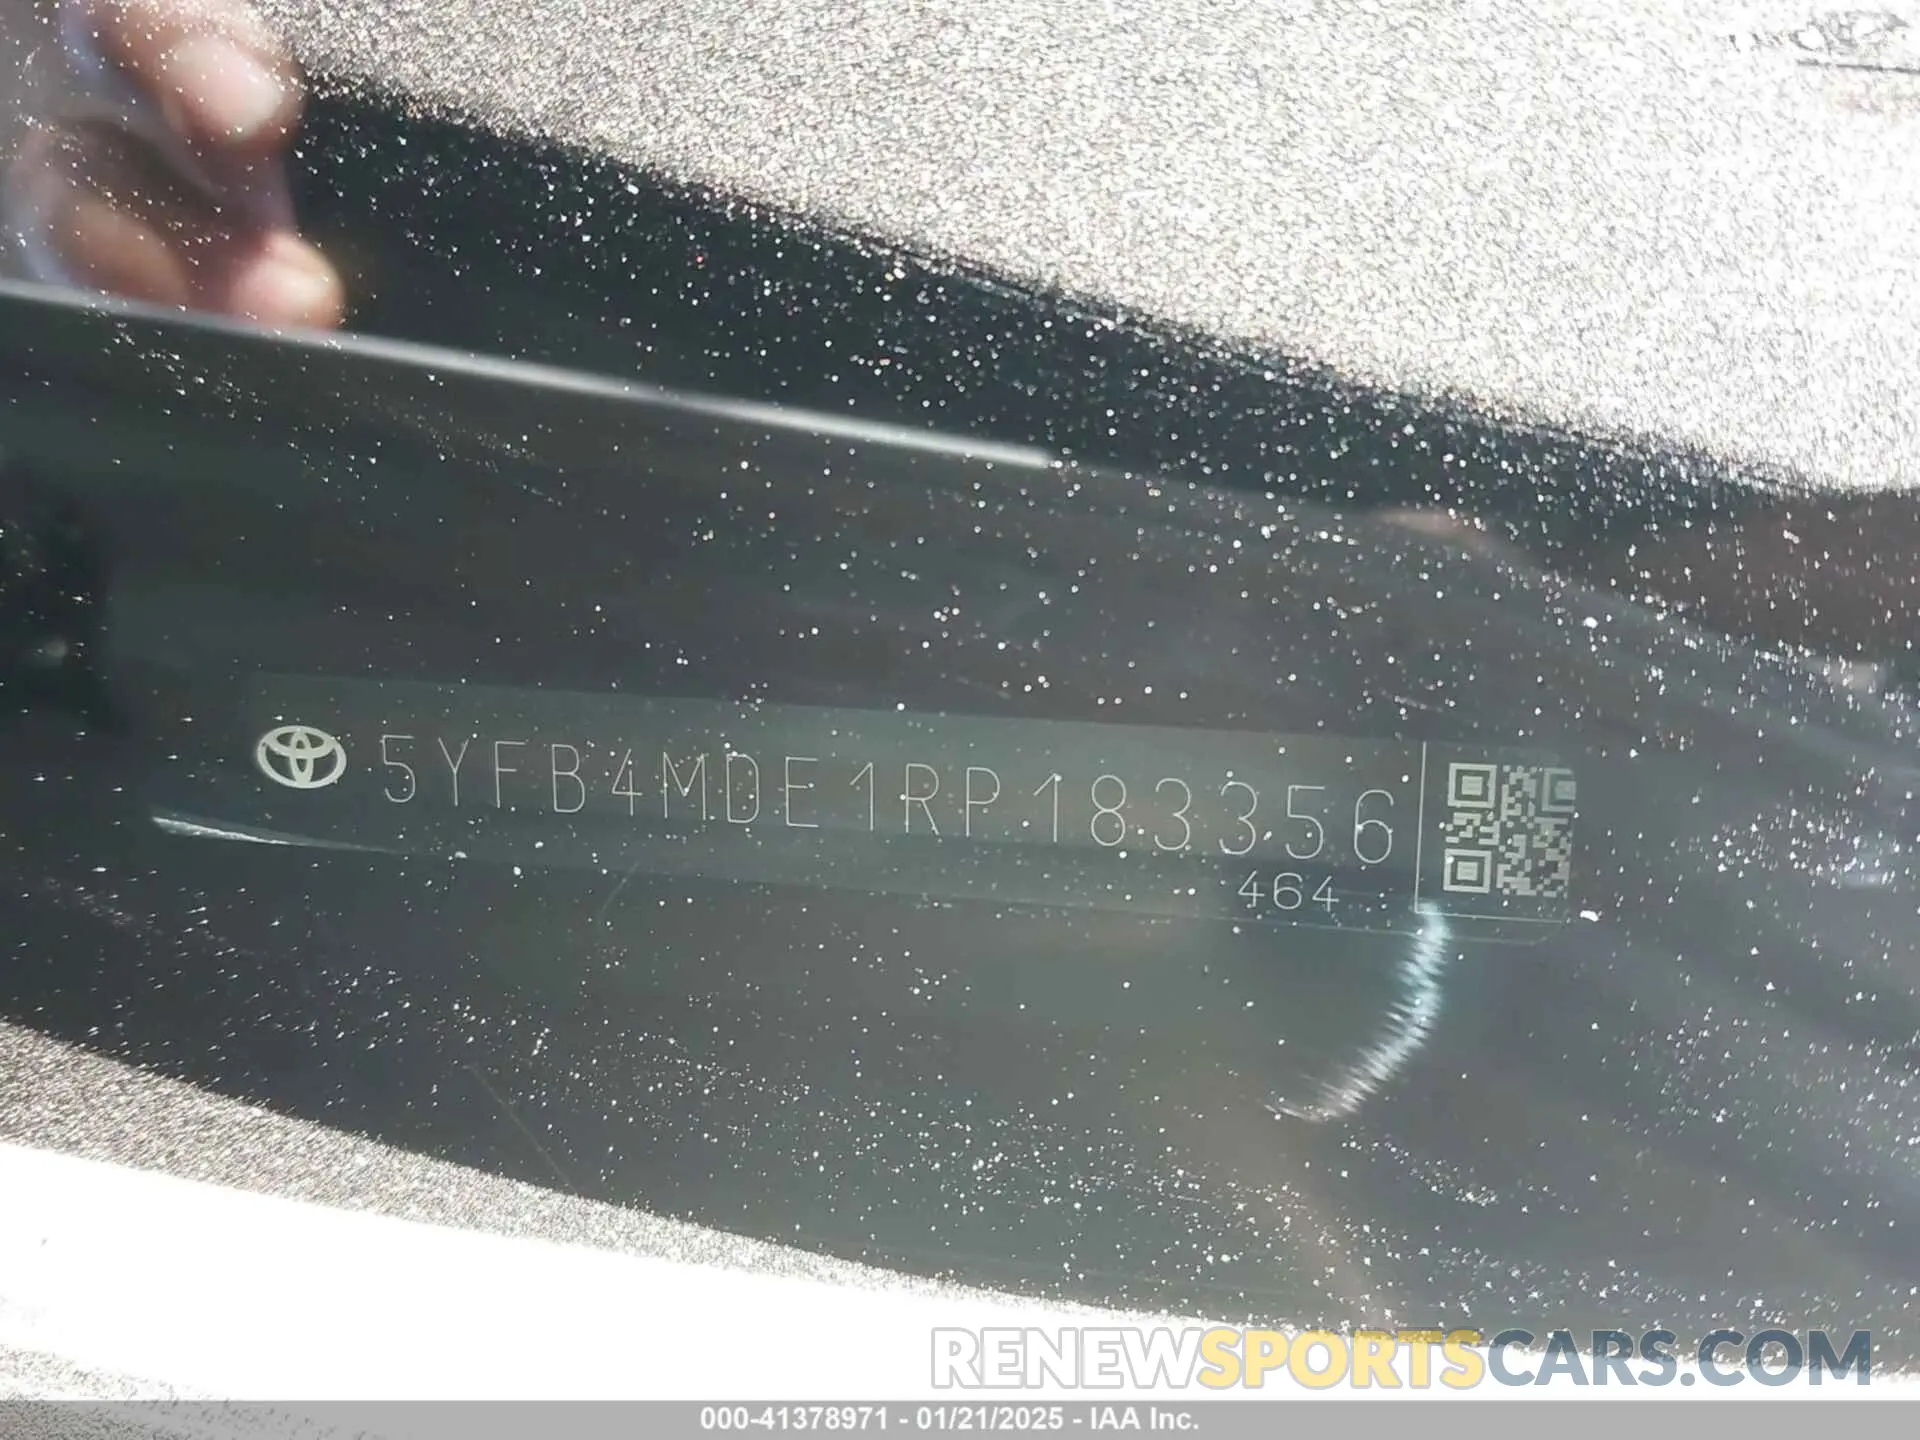 5YFB4MDE1RP183356
464
RENEWSPORTSCARS.COM
000-41378971 - 01/21/2025 - IAA Inc.